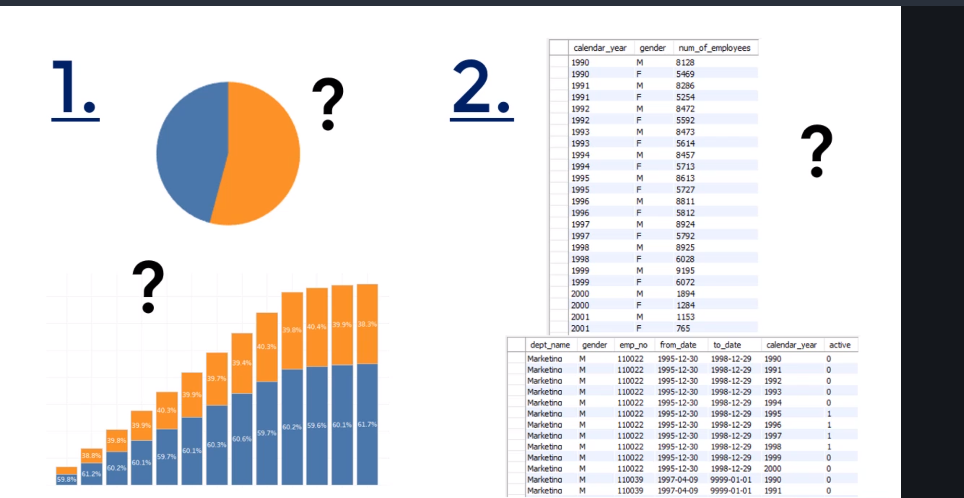 1.
?
?
59.8%
61.2% 38.8%
60.2% 39.8%
60.1% 39.9%
59.7% 40.3%
60.1% 39.9%
60.3% 39.7%
60.6% 39.4%
59.7% 40.3%
60.2% 39.8%
59.6% 40.4%
60.1% 39.9%
61.7% 38.3%
2.
?
calendar_year gender num_of_employees
1990 M 8128
1990 F 5469
1991 M 8286
1991 F 5254
1992 M 8472
1992 F 5592
1993 M 8473
1993 F 5614
1994 M 8457
1994 F 5713
1995 M 8613
1995 F 5727
1996 M 8811
1996 F 5812
1997 M 8924
1997 F 5792
1998 M 8925
1998 F 6028
1999 M 9195
1999 F 6072
2000 M 1894
2000 F 1284
2001 M 1153
2001 F 765
dept_name gender emp_no from_date to_date calendar_year active
Marketing M 110022 1995-12-30 1998-12-29 1990 0
Marketing M 110022 1995-12-30 1998-12-29 1991 0
Marketing M 110022 1995-12-30 1998-12-29 1992 0
Marketing M 110022 1995-12-30 1998-12-29 1993 0
Marketing M 110022 1995-12-30 1998-12-29 1994 0
Marketing M 110022 1995-12-30 1998-12-29 1995 1
Marketing M 110022 1995-12-30 1998-12-29 1996 1
Marketing M 110022 1995-12-30 1998-12-29 1997 1
Marketing M 110022 1995-12-30 1998-12-29 1998 1
Marketing M 110022 1995-12-30 1998-12-29 1999 0
Marketing M 110022 1995-12-30 1998-12-29 2000 0
Marketing M 110039 1997-04-09 9999-01-01 1990 0
Marketing M 110039 1997-04-09 9999-01-01 1991 0